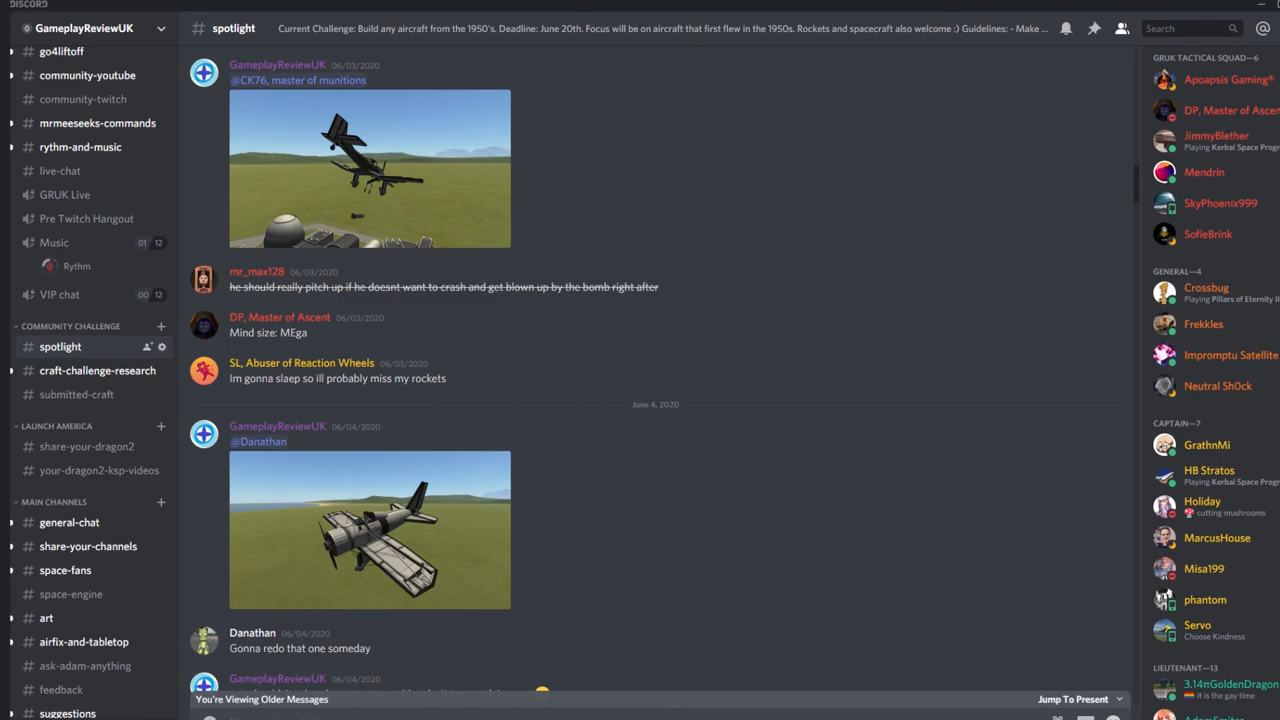 DISCORD
GameplayReviewUK
go4liftoff
community-youtube
community-twitch
mrmeeseeks-commands
rythm-and-music
live-chat
GRUK Live
Pre Twitch Hangout
Music 01 12
Rythm
VIP chat 00 12
COMMUNITY CHALLENGE
spotlight
craft-challenge-research
submitted-craft
LAUNCH AMERICA
share-your-dragon2
your-dragon2-ksp-videos
MAIN CHANNELS
general-chat
share-your-channels
space-fans
space-engine
art
airfix-and-tabletop
ask-adam-anything
feedback
suggestions
# spotlight Current Challenge: Build any aircraft from the 1950's. Deadline: June 20th. Focus will be on aircraft that first flew in the 1950s. Rockets and spacecraft also welcome :) Guidelines: - Make ...
Search
GameplayReviewUK 06/03/2020
@CK76, master of munitions
mr_max128 06/03/2020
he should really pitch up if he doesnt want to crash and get blown up by the bomb right after
DP, Master of Ascent 06/03/2020
Mind size: MEga
SL, Abuser of Reaction Wheels 06/03/2020
Im gonna slaep so ill probably miss my rockets
June 4, 2020
GameplayReviewUK 06/04/2020
@Danathan
Danathan 06/04/2020
Gonna redo that one someday
GameplayReviewUK 06/04/2020
You're Viewing Older Messages
Jump To Present
GRUK TACTICAL SQUAD—6
Apoapsis Gaming®
DP, Master of Ascen
JimmyBlether
Playing Kerbal Space Progr
Mendrin
SkyPhoenix999
SofieBrink
GENERAL—4
Crossbug
Playing Pillars of Eternity II
Frekkles
Impromptu Satellite
Neutral Sh0ck
CAPTAIN—7
GrathnMi
HB Stratos
Playing Kerbal Space Progr
Holiday
cutting mushrooms
MarcusHouse
Misa199
phantom
Servo
Choose Kindness
LIEUTENANT—13
3.14πGoldenDragon
it is the gay time